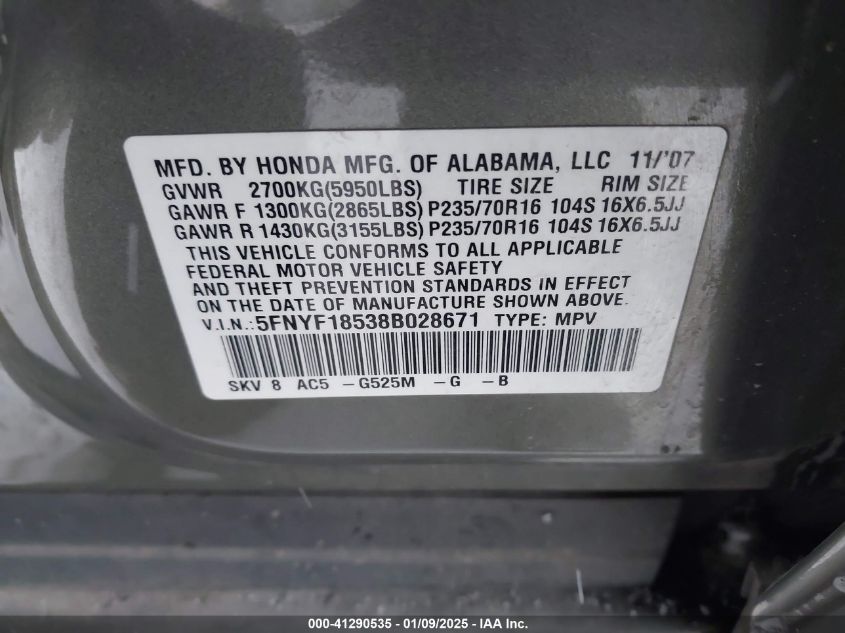 MFD. BY HONDA MFG. OF ALABAMA, LLC 11/'07
GVWR 2700KG(5950LBS) TIRE SIZE RIM SIZE
GAWR F 1300KG(2865LBS) P235/70R16 104S 16X6.5JJ
GAWR R 1430KG(3155LBS) P235/70R16 104S 16X6.5JJ
THIS VEHICLE CONFORMS TO ALL APPLICABLE
FEDERAL MOTOR VEHICLE SAFETY
AND THEFT PREVENTION STANDARDS IN EFFECT
ON THE DATE OF MANUFACTURE SHOWN ABOVE.
V.I.N.:5FNYF18538B028671 TYPE: MPV
SKV 8 AC5 -G525M -G -B
000-41290535 - 01/09/2025 - IAA Inc.